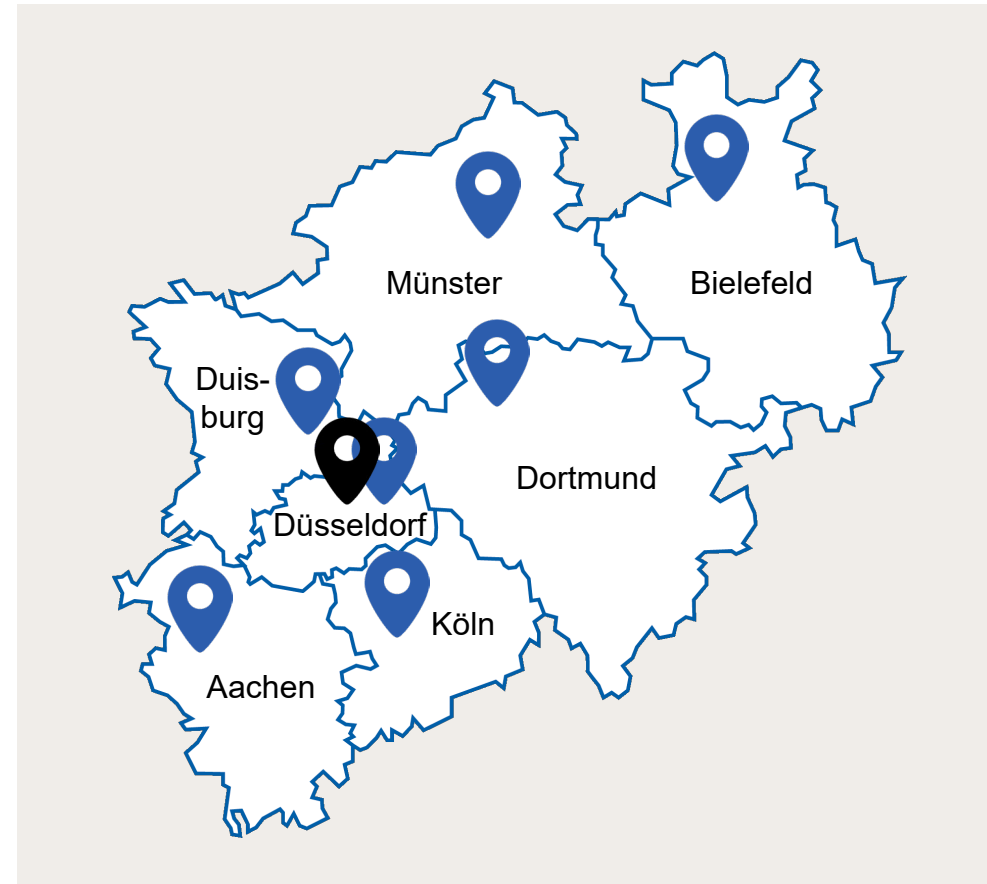 Münster
Bielefeld
Duis-
burg
Dortmund
Düsseldorf
Köln
Aachen